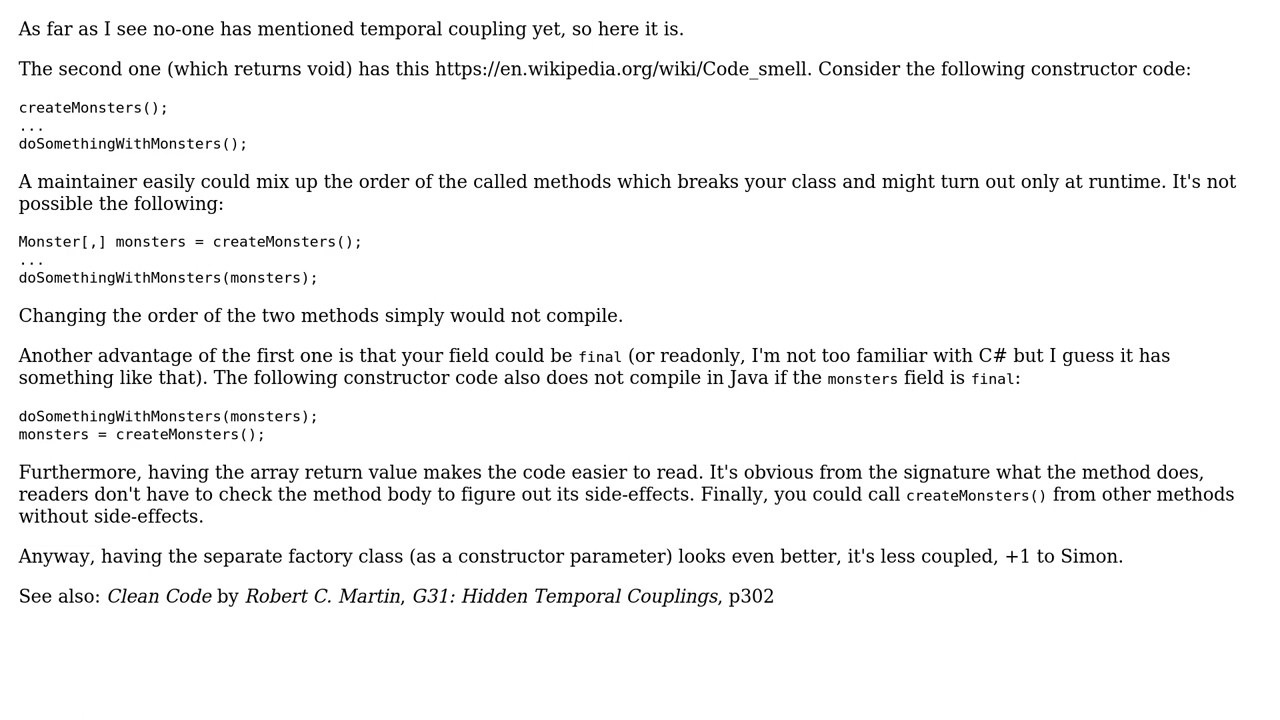 As far as I see no-one has mentioned temporal coupling yet, so here it is.
The second one (which returns void) has this https://en.wikipedia.org/wiki/Code_smell. Consider the following constructor code:
createMonsters();
...
doSomethingWithMonsters();
A maintainer easily could mix up the order of the called methods which breaks your class and might turn out only at runtime. It's not
possible the following:
Monster[,] monsters = createMonsters();
...
doSomethingWithMonsters(monsters);
Changing the order of the two methods simply would not compile.
Another advantage of the first one is that your field could be final (or readonly, I'm not too familiar with C# but I guess it has
something like that). The following constructor code also does not compile in Java if the monsters field is final:
doSomethingWithMonsters(monsters);
monsters = createMonsters();
Furthermore, having the array return value makes the code easier to read. It's obvious from the signature what the method does,
readers don't have to check the method body to figure out its side-effects. Finally, you could call createMonsters() from other methods
without side-effects.
Anyway, having the separate factory class (as a constructor parameter) looks even better, it's less coupled, +1 to Simon.
See also: Clean Code by Robert C. Martin, G31: Hidden Temporal Couplings, p302